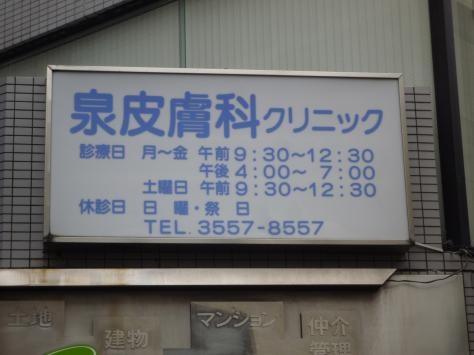 泉皮膚科クリニック
診療日 月〜金 午前 9:30〜12:30
午後 4:00〜 7:00
土曜日 午前 9:30〜12:30
休診日 日 曜・祭 日
TEL. 3557-8557
土地 建物 マンション 仲介
管理